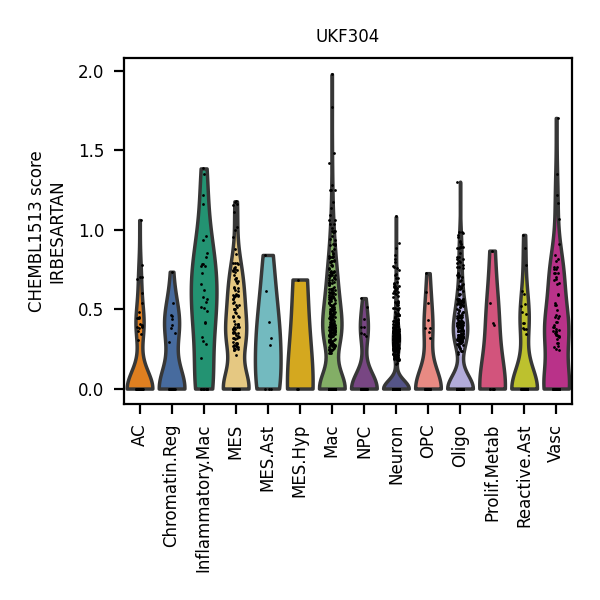 UKF304
CHEMBL1513 score
IRBESARTAN
2.0
1.5
1.0
0.5
0.0
AC
Chromatin.Reg
Inflammatory.Mac
MES
MES.Ast
MES.Hyp
Mac
NPC
Neuron
OPC
Oligo
Prolif.Metab
Reactive.Ast
Vasc